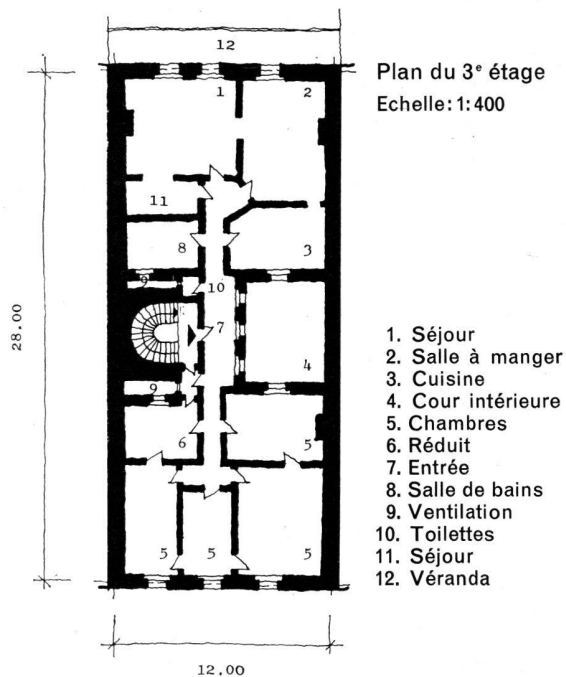 12
Plan du 3e étage
Echelle: 1:400
1
2
11
8
3
9
10
7
4
9
6
5
5
5
5
28.00
12.00
1. Séjour
2. Salle à manger
3. Cuisine
4. Cour intérieure
5. Chambres
6. Réduit
7. Entrée
8. Salle de bains
9. Ventilation
10. Toilettes
11. Séjour
12. Véranda